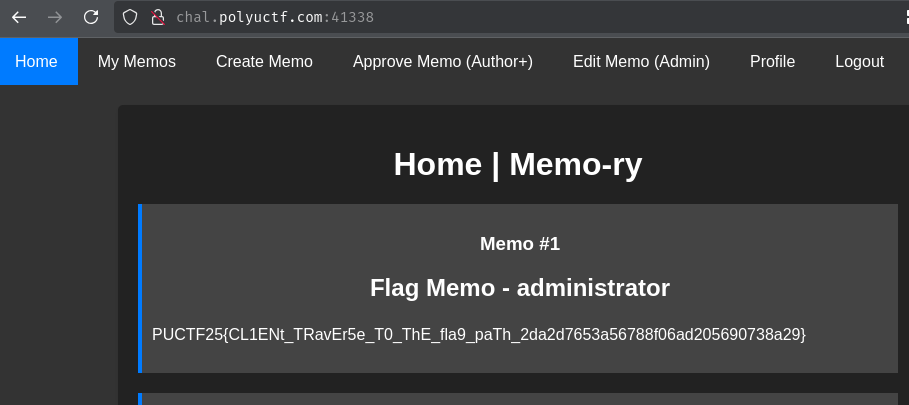 chal.polyuctf.com:41338
Home My Memos Create Memo Approve Memo (Author+) Edit Memo (Admin) Profile Logout
Home | Memo-ry
Memo #1
Flag Memo - administrator
PUCTF25{CL1ENt_TRavEr5e_T0_ThE_fla9_paTh_2da2d7653a56788f06ad205690738a29}